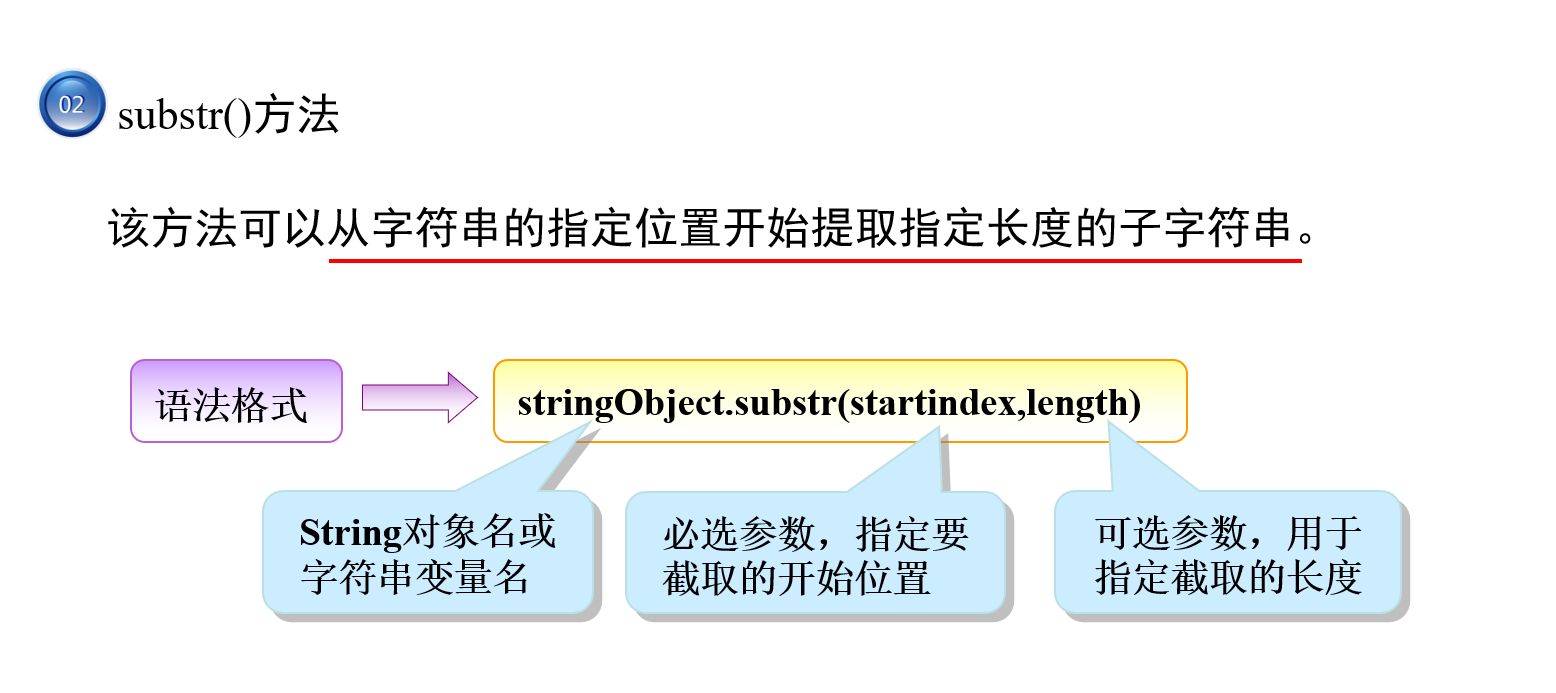 02
substr()方法
该方法可以从字符串的指定位置开始提取指定长度的子字符串。
语法格式
stringObject.substr(startindex,length)
String对象名或
字符串变量名
必选参数，指定要
截取的开始位置
可选参数，用于
指定截取的长度